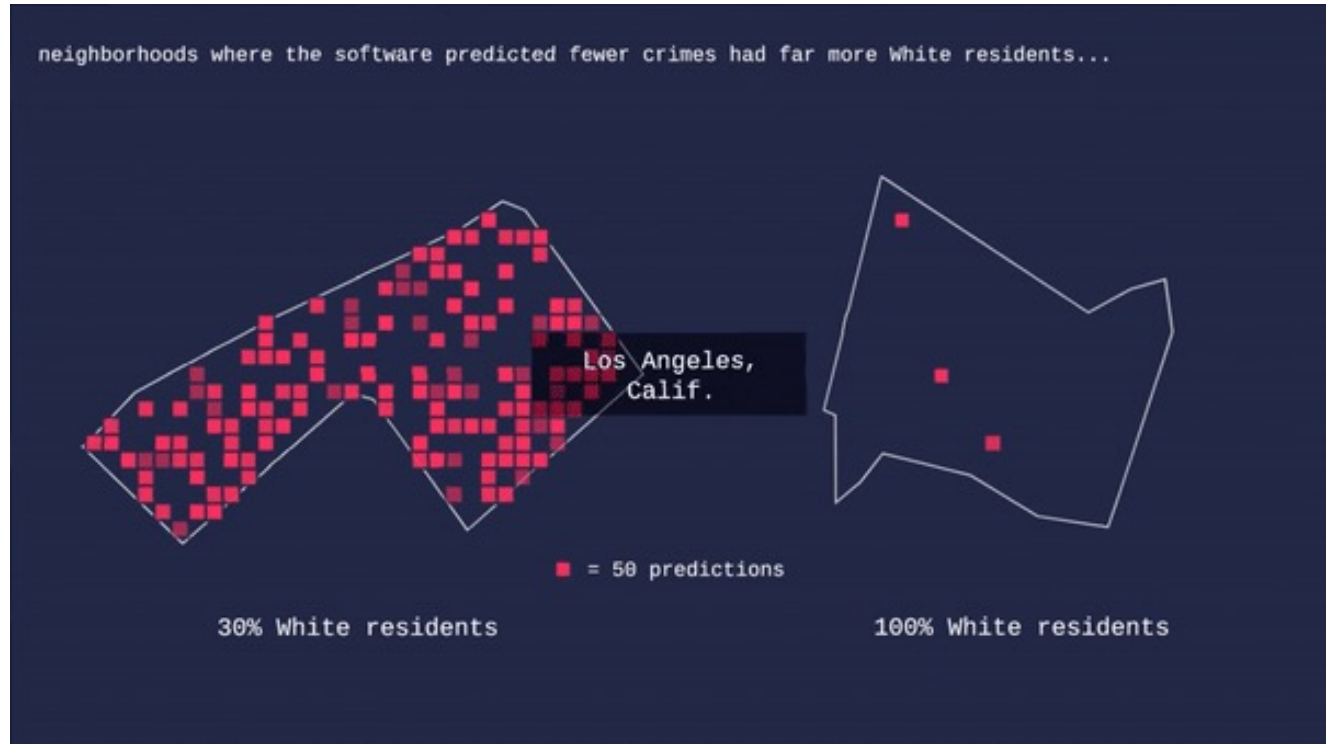 neighborhoods where the software predicted fewer crimes had far more White residents...
Los Angeles,
Calif.
= 50 predictions
30% White residents
100% White residents